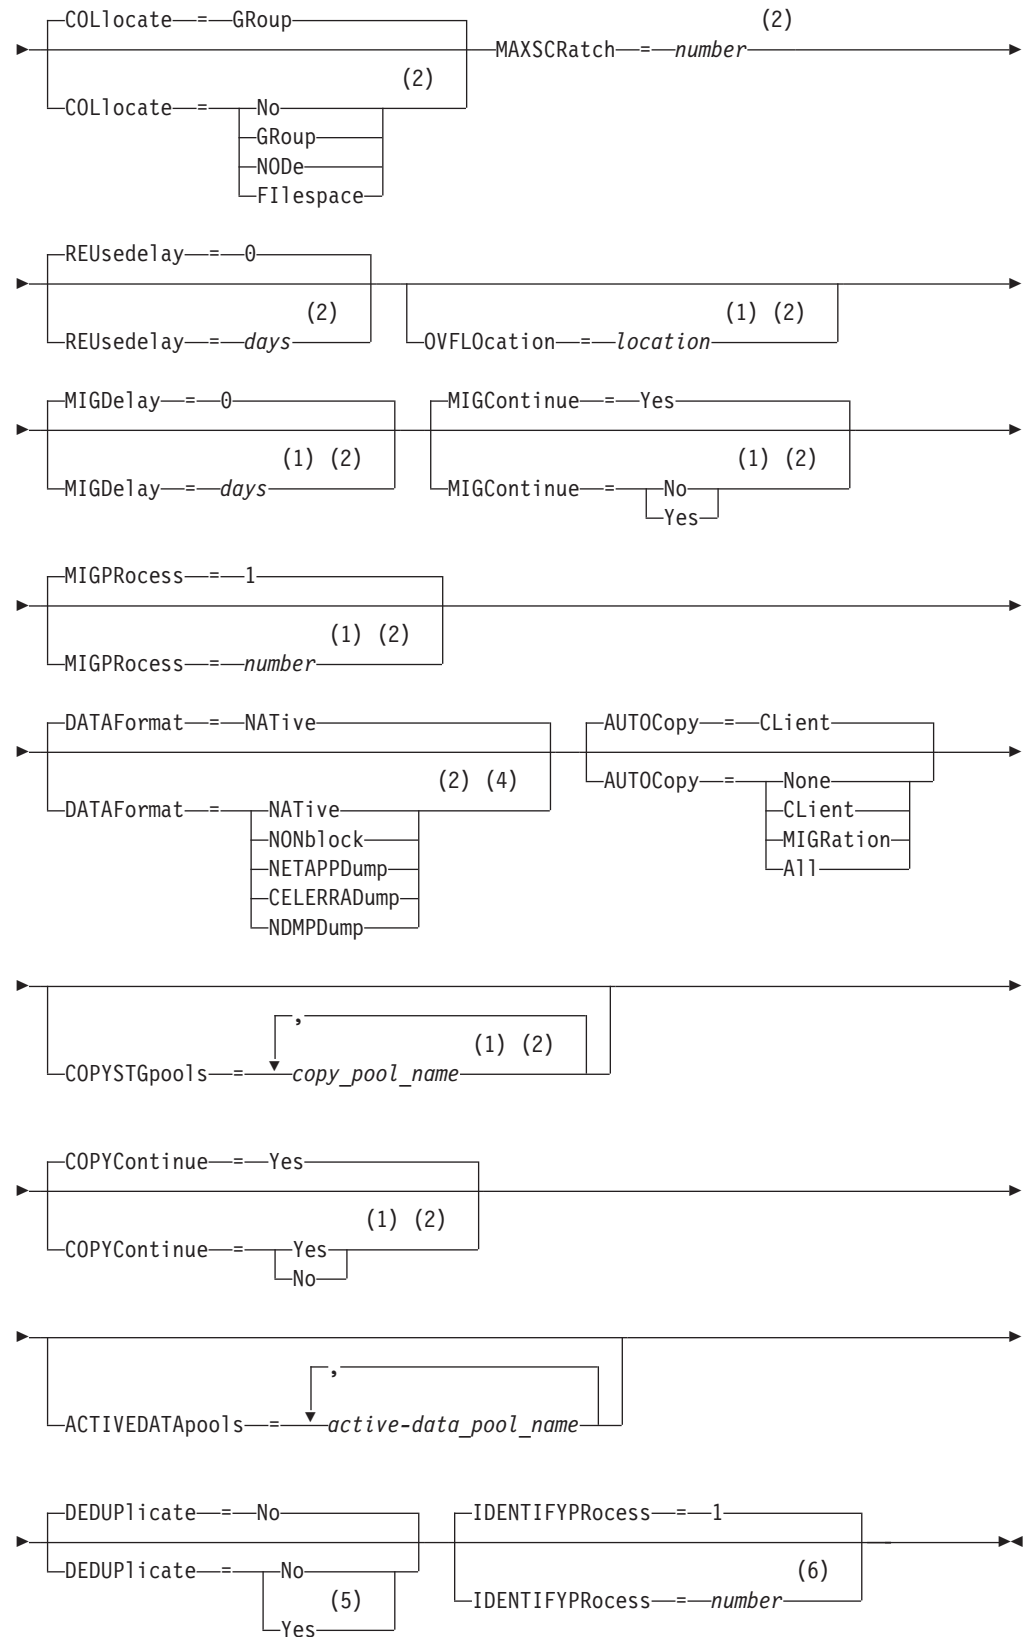 COLlocate = GRoup (2)
MAXSCRatch = number
(2)
COLlocate = No
GRoup
NODe
FIlespace
REUsedelay = 0
(2) (1) (2)
REUsedelay = days OVFLOcation = location
MIGDelay = 0 MIGContinue = Yes
(1) (2) (1) (2)
MIGDelay = days MIGContinue = No
Yes
MIGPRocess = 1
(1) (2)
MIGPRocess = number
DATAFormat = NATive AUTOCopy = CLient
(2) (4) AUTOCopy = None
DATAFormat = NATive CLient
NONblock MIGRation
NETAPPDump All
CELERRADump
NDMPDump
,
(1) (2)
COPYSTGpools = copy_pool_name
COPYContinue = Yes
(1) (2)
COPYContinue = Yes
No
,
ACTIVEDATApools = active-data_pool_name
DEDUPlicate = No IDENTIFYPRocess = 1
DEDUPlicate = No (6)
(5) IDENTIFYPRocess = number
Yes